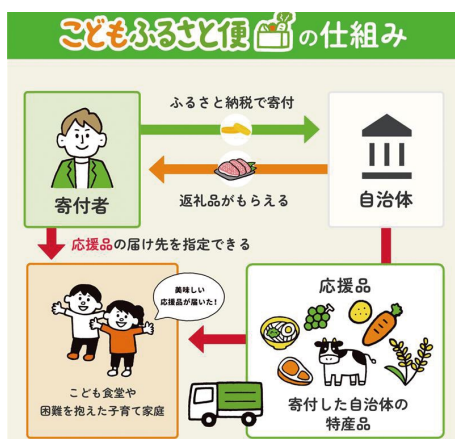 こどもふるさと便の仕組み
ふるさと納税で寄付
寄付者
返礼品がもらえる
自治体
応援品の届け先を指定できる
美味しい
応援品が届いた!
こども食堂や
困難を抱えた子育て家庭
応援品
寄付した自治体の
特産品